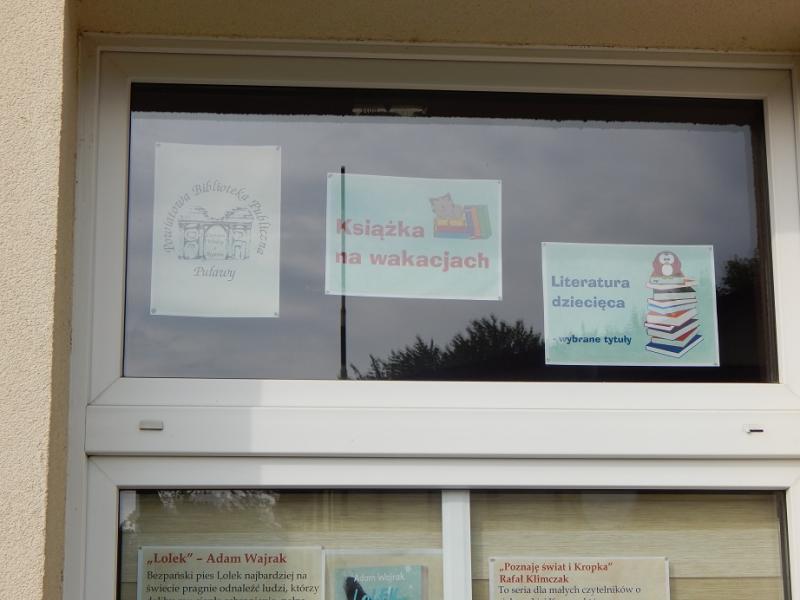 Powiatowa Biblioteka Publiczna
Puławy
Książka
na wakacjach
Literatura
dziecięca
- wybrane tytuły
„Lolek” – Adam Wajrak
Bezpański pies Lolek najbardziej na
świecie pragnie odnaleźć ludzi, którzy
Adam Wajrak
LOLEK
„Poznaję świat i Kropka”
Rafał Klimczak
To seria dla małych czytelników o